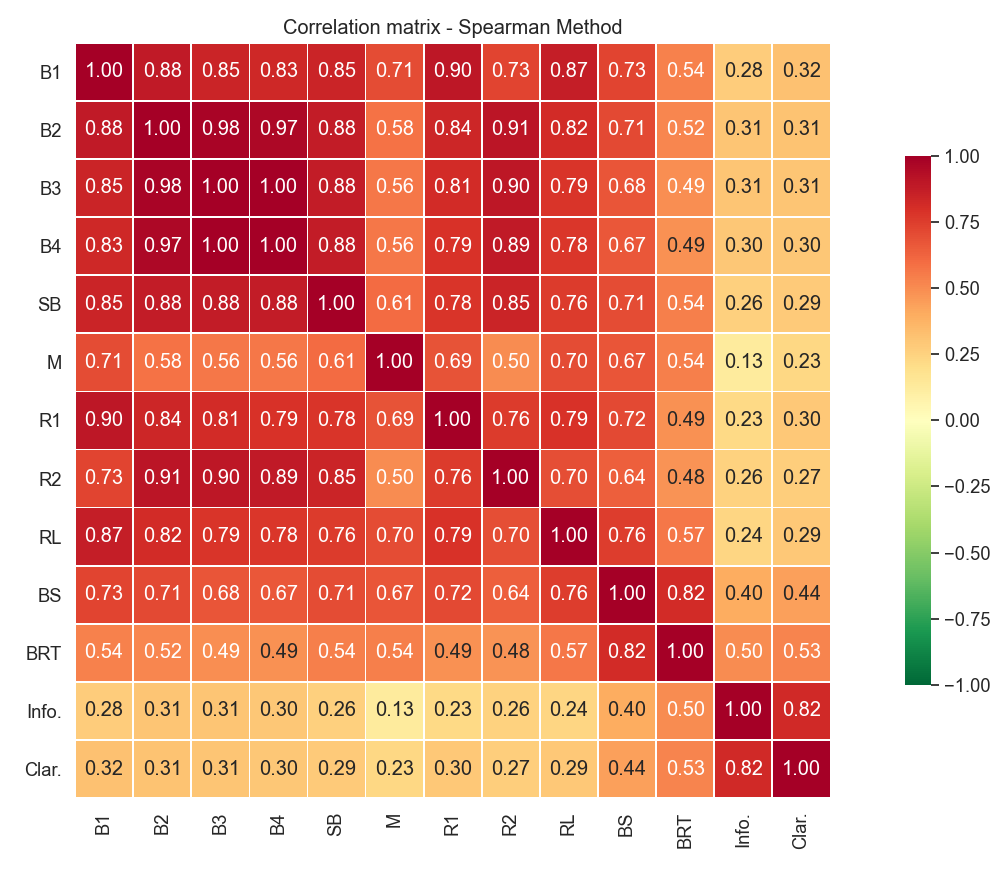 Correlation matrix - Spearman Method
B1 1.00 0.88 0.85 0.83 0.85 0.71 0.90 0.73 0.87 0.73 0.54 0.28 0.32
B2 0.88 1.00 0.98 0.97 0.88 0.58 0.84 0.91 0.82 0.71 0.52 0.31 0.31
B3 0.85 0.98 1.00 1.00 0.88 0.56 0.81 0.90 0.79 0.68 0.49 0.31 0.31
B4 0.83 0.97 1.00 1.00 0.88 0.56 0.79 0.89 0.78 0.67 0.49 0.30 0.30
SB 0.85 0.88 0.88 0.88 1.00 0.61 0.78 0.85 0.76 0.71 0.54 0.26 0.29
M 0.71 0.58 0.56 0.56 0.61 1.00 0.69 0.50 0.70 0.67 0.54 0.13 0.23
R1 0.90 0.84 0.81 0.79 0.78 0.69 1.00 0.76 0.79 0.72 0.49 0.23 0.30
R2 0.73 0.91 0.90 0.89 0.85 0.50 0.76 1.00 0.70 0.64 0.48 0.26 0.27
RL 0.87 0.82 0.79 0.78 0.76 0.70 0.79 0.70 1.00 0.76 0.57 0.24 0.29
BS 0.73 0.71 0.68 0.67 0.71 0.67 0.72 0.64 0.76 1.00 0.82 0.40 0.44
BRT 0.54 0.52 0.49 0.49 0.54 0.54 0.49 0.48 0.57 0.82 1.00 0.50 0.53
Info. 0.28 0.31 0.31 0.30 0.26 0.13 0.23 0.26 0.24 0.40 0.50 1.00 0.82
Clar. 0.32 0.31 0.31 0.30 0.29 0.23 0.30 0.27 0.29 0.44 0.53 0.82 1.00
B1 B2 B3 B4 SB M R1 R2 RL BS BRT Info. Clar.
1.00
0.75
0.50
0.25
0.00
−0.25
−0.50
−0.75
−1.00